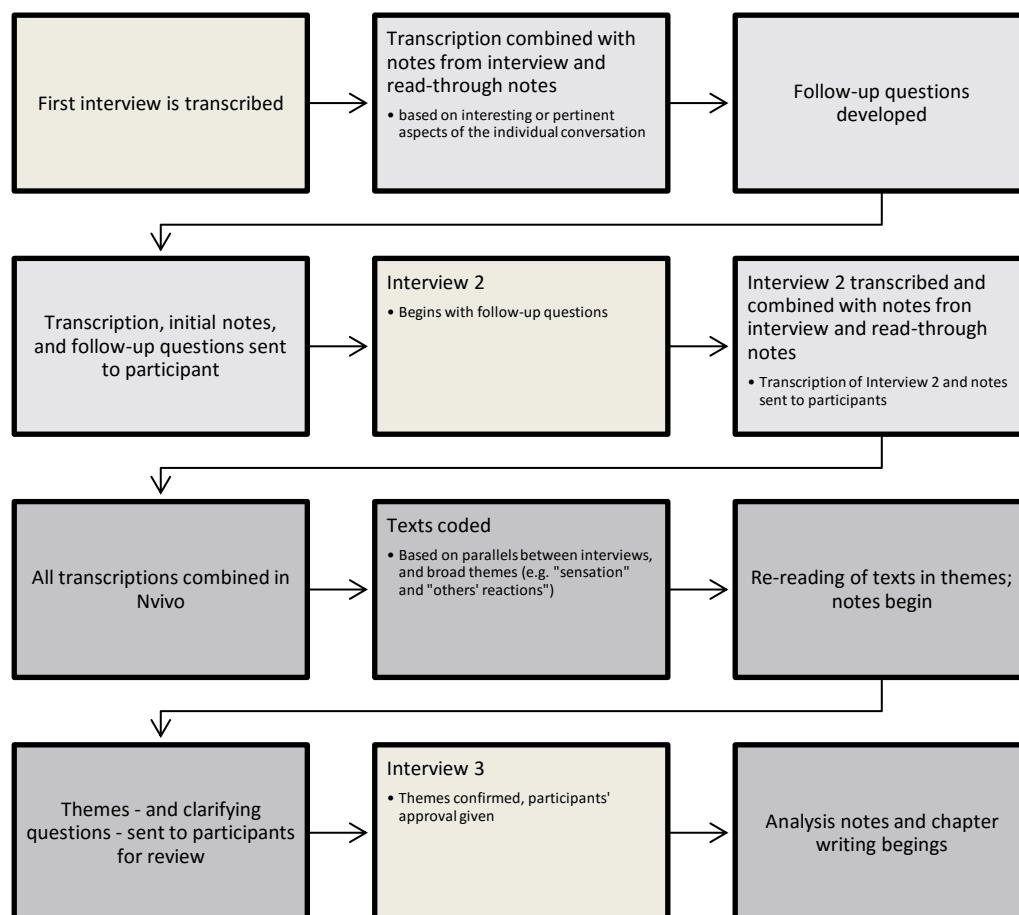 First interview is transcribed
Transcription combined with
notes from interview and
read-through notes
• based on interesting or pertinent
aspects of the individual conversation
Follow-up questions
developed
Transcription, initial notes,
and follow-up questions sent
to participant
Interview 2
• Begins with follow-up questions
Interview 2 transcribed and
combined with notes fron
interview and read-through
notes
• Transcription of Interview 2 and notes
sent to participants
All transcriptions combined in
Nvivo
Texts coded
• Based on parallels between interviews,
and broad themes (e.g. "sensation"
and "others' reactions")
Re-reading of texts in themes;
notes begin
Themes - and clarifying
questions - sent to participants
for review
Interview 3
• Themes confirmed, participants'
approval given
Analysis notes and chapter
writing begings